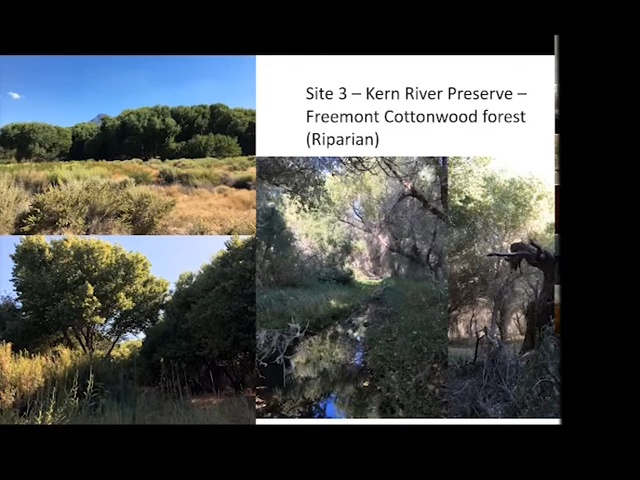 Site 3 – Kern River Preserve –
Freemont Cottonwood forest
(Riparian)